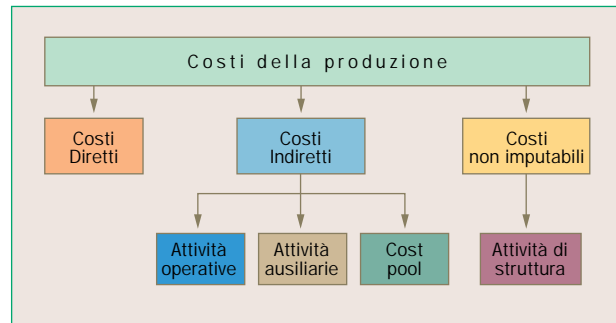 Costi della produzione
Costi
Diretti
Costi
Indiretti
Costi
non imputabili
Attività
operative
Attività
ausiliarie
Cost
pool
Attività di
struttura